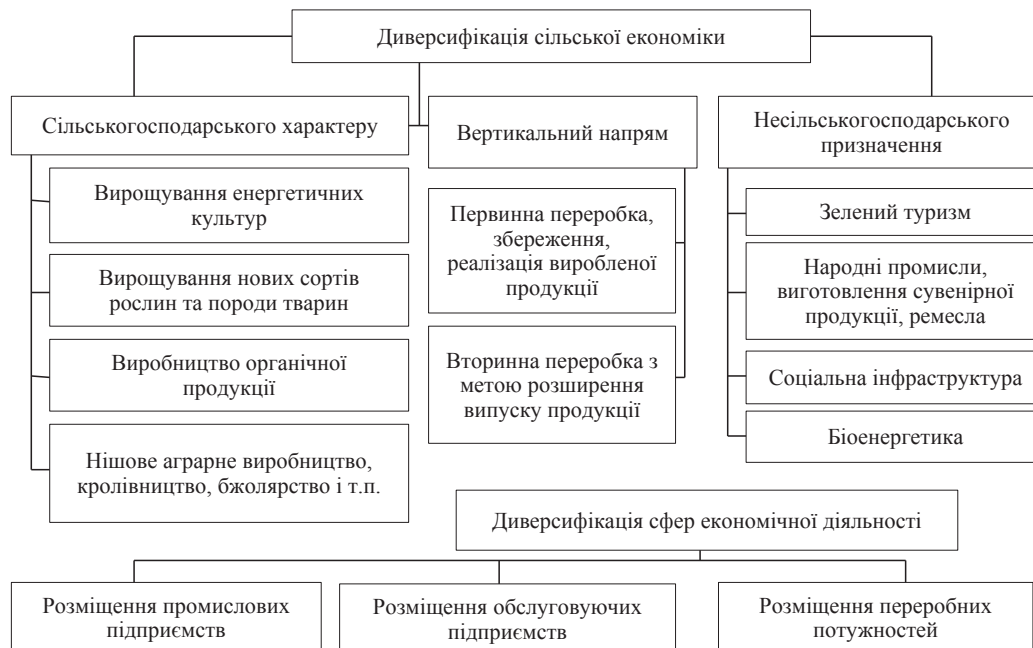 Диверсифікація сільської економіки
Сільськогосподарського характеру
Вирощування енергетичних
культур
Вирощування нових сортів
рослин та породи тварин
Виробництво органічної
продукції
Нішове аграрне виробництво,
кролівництво, бжолярство і т.п.
Вертикальний напрям
Первинна переробка,
збереження,
реалізація виробленої
продукції
Вторинна переробка з
метою розширення
випуску продукції
Несільськогосподарського
призначення
Зелений туризм
Народні промисли,
виготовлення сувенірної
продукції, ремесла
Соціальна інфраструктура
Біоенергетика
Диверсифікація сфер економічної діяльності
Розміщення промислових
підприємств
Розміщення обслуговуючих
підприємств
Розміщення переробних
потужностей